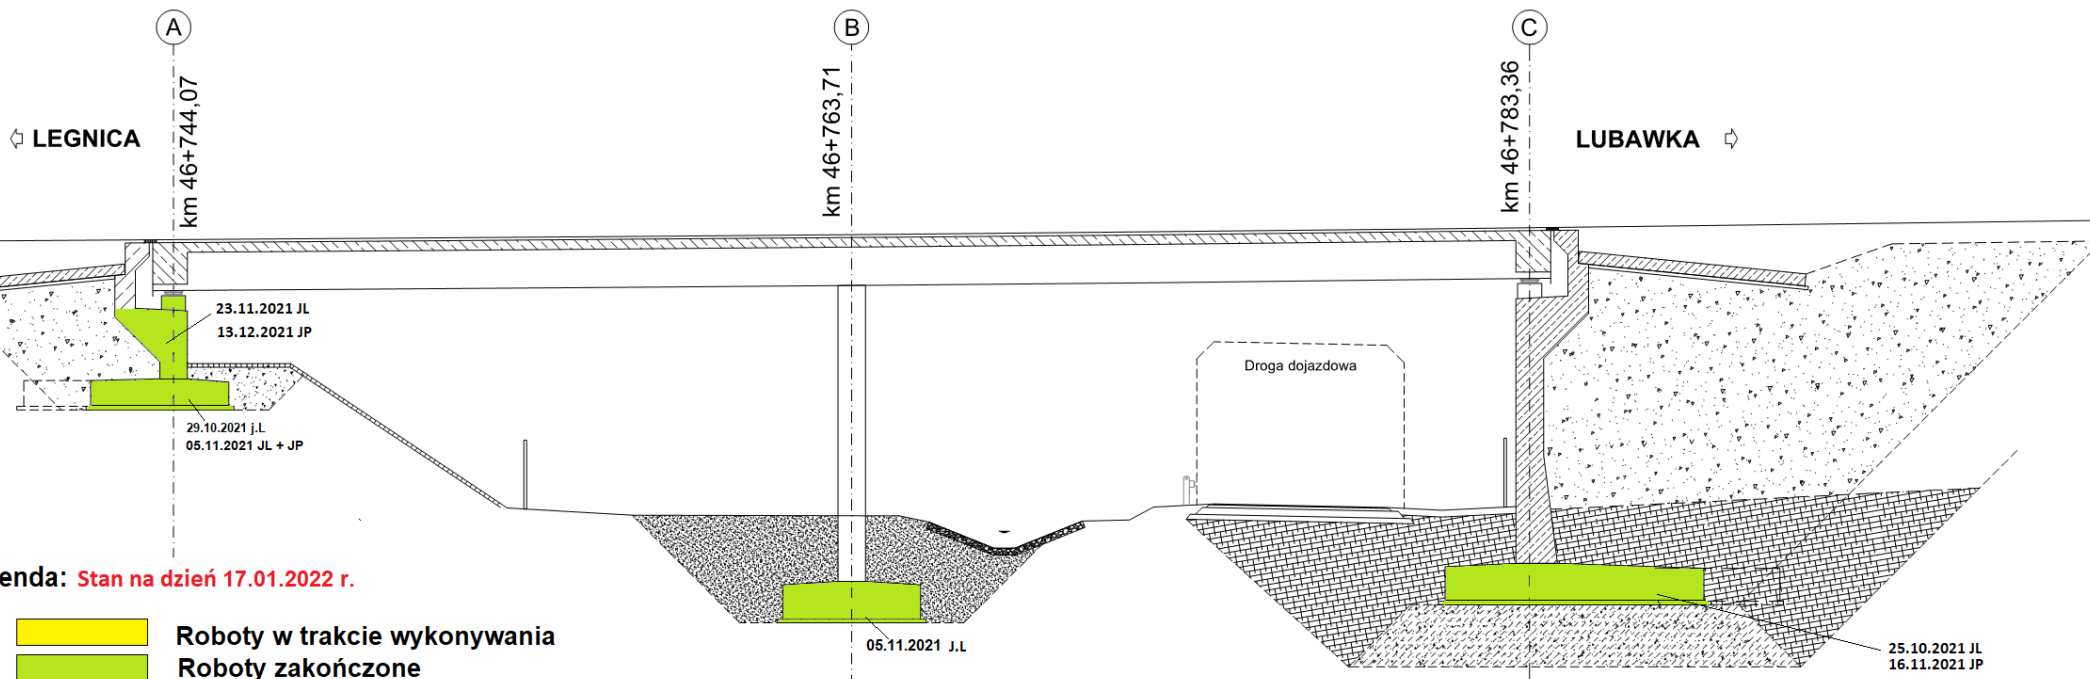 A
B
C
km 46+744,07
km 46+763,71
km 46+783,36
LEGNICA
LUBAWKA
23.11.2021 JL
13.12.2021 JP
Droga dojazdowa
29.10.2021 j.L
05.11.2021 JL + JP
enda: Stan na dzień 17.01.2022 r.
Roboty w trakcie wykonywania
05.11.2021 J.L
25.10.2021 JL
16.11.2021 JP
Roboty zakończone